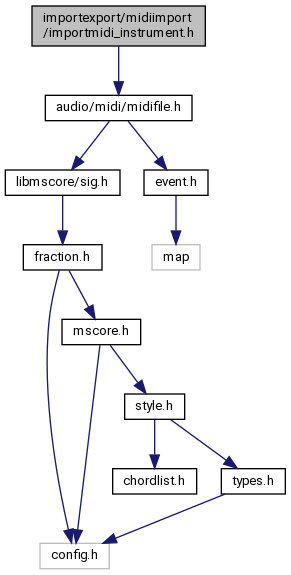 importexport/midiimport
/importmidi_instrument.h
audio/midi/midifile.h
libmscore/sig.h
event.h
fraction.h
map
mscore.h
style.h
chordlist.h
types.h
config.h